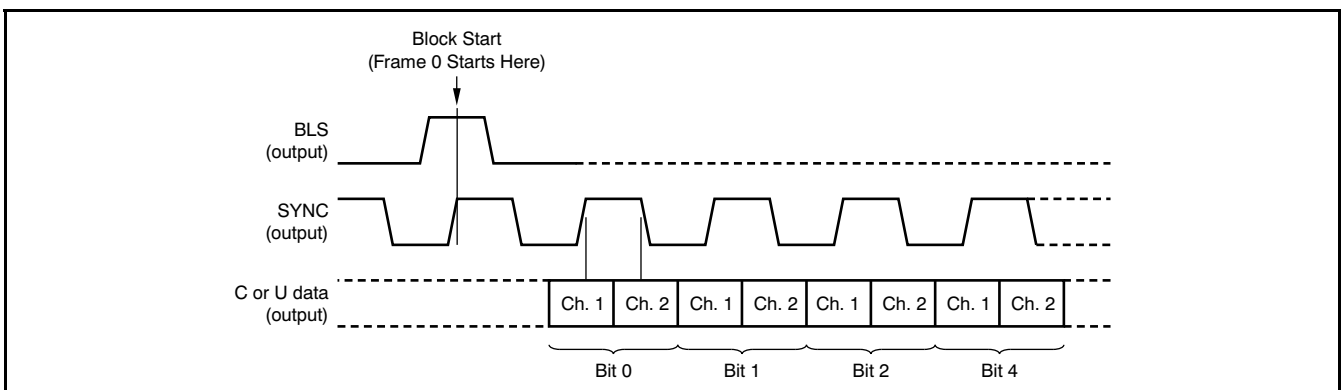 Block Start
(Frame 0 Starts Here)
BLS
(output)
SYNC
(output)
C or U data
(output)
Ch. 1 Ch. 2 Ch. 1 Ch. 2 Ch. 1 Ch. 2 Ch. 1 Ch. 2
Bit 0 Bit 1 Bit 2 Bit 4